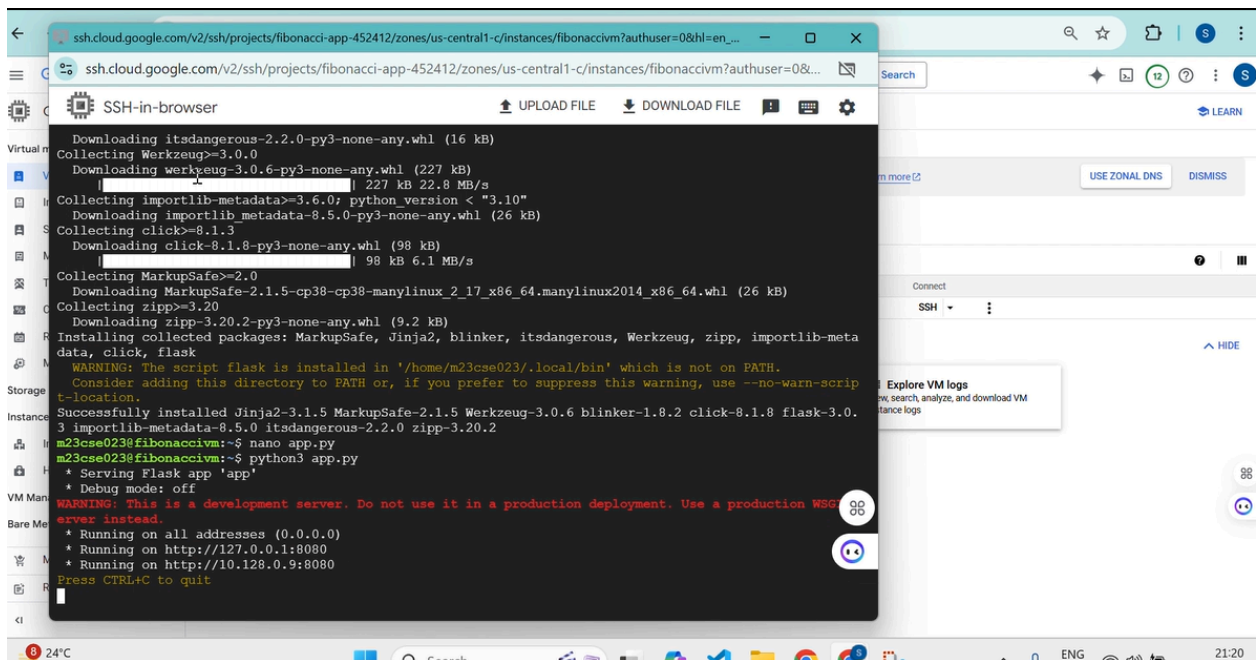 ssh.cloud.google.com/v2/ssh/projects/fibonacci-app-452412/zones/us-central1-c/instances/fibonaccivm?authuser=0&hl=en_...
ssh.cloud.google.com/v2/ssh/projects/fibonacci-app-452412/zones/us-central1-c/instances/fibonaccivm?authuser=0&...
SSH-in-browser
UPLOAD FILE
DOWNLOAD FILE
Downloading itsdangerous-2.2.0-py3-none-any.whl (16 kB)
Collecting Werkzeug>=3.0.0
Downloading werkzeug-3.0.6-py3-none-any.whl (227 kB)
| | 227 kB 22.8 MB/s
Collecting importlib-metadata>=3.6.0; python_version < "3.10"
Downloading importlib_metadata-8.5.0-py3-none-any.whl (26 kB)
Collecting click>=8.1.3
Downloading click-8.1.8-py3-none-any.whl (98 kB)
| | 98 kB 6.1 MB/s
Collecting MarkupSafe>=2.0
Downloading MarkupSafe-2.1.5-cp38-cp38-manylinux_2_17_x86_64.manylinux2014_x86_64.whl (26 kB)
Collecting zipp>=3.20
Downloading zipp-3.20.2-py3-none-any.whl (9.2 kB)
Installing collected packages: MarkupSafe, Jinja2, blinker, itsdangerous, Werkzeug, zipp, importlib-meta
data, click, flask
WARNING: The script flask is installed in '/home/m23cse023/.local/bin' which is not on PATH.
Consider adding this directory to PATH or, if you prefer to suppress this warning, use --no-warn-scrip
t-location.
Successfully installed Jinja2-3.1.5 MarkupSafe-2.1.5 Werkzeug-3.0.6 blinker-1.8.2 click-8.1.8 flask-3.0.
3 importlib-metadata-8.5.0 itsdangerous-2.2.0 zipp-3.20.2
m23cse023@fibonaccivm:~$ nano app.py
m23cse023@fibonaccivm:~$ python3 app.py
* Serving Flask app 'app'
* Debug mode: off
WARNING: This is a development server. Do not use it in a production deployment. Use a production WSG
erver instead.
* Running on all addresses (0.0.0.0)
* Running on http://127.0.0.1:8080
* Running on http://10.128.0.9:8080
Press CTRL+C to quit
S
Search
12
S
LEARN
m more
USE ZONAL DNS
DISMISS
Connect
SSH
HIDE
Explore VM logs
ew, search, analyze, and download VM
stance logs
Virtual m
Storage
Instance
VM Man
Bare Me
8
24°C
Search
S
ENG
21:20